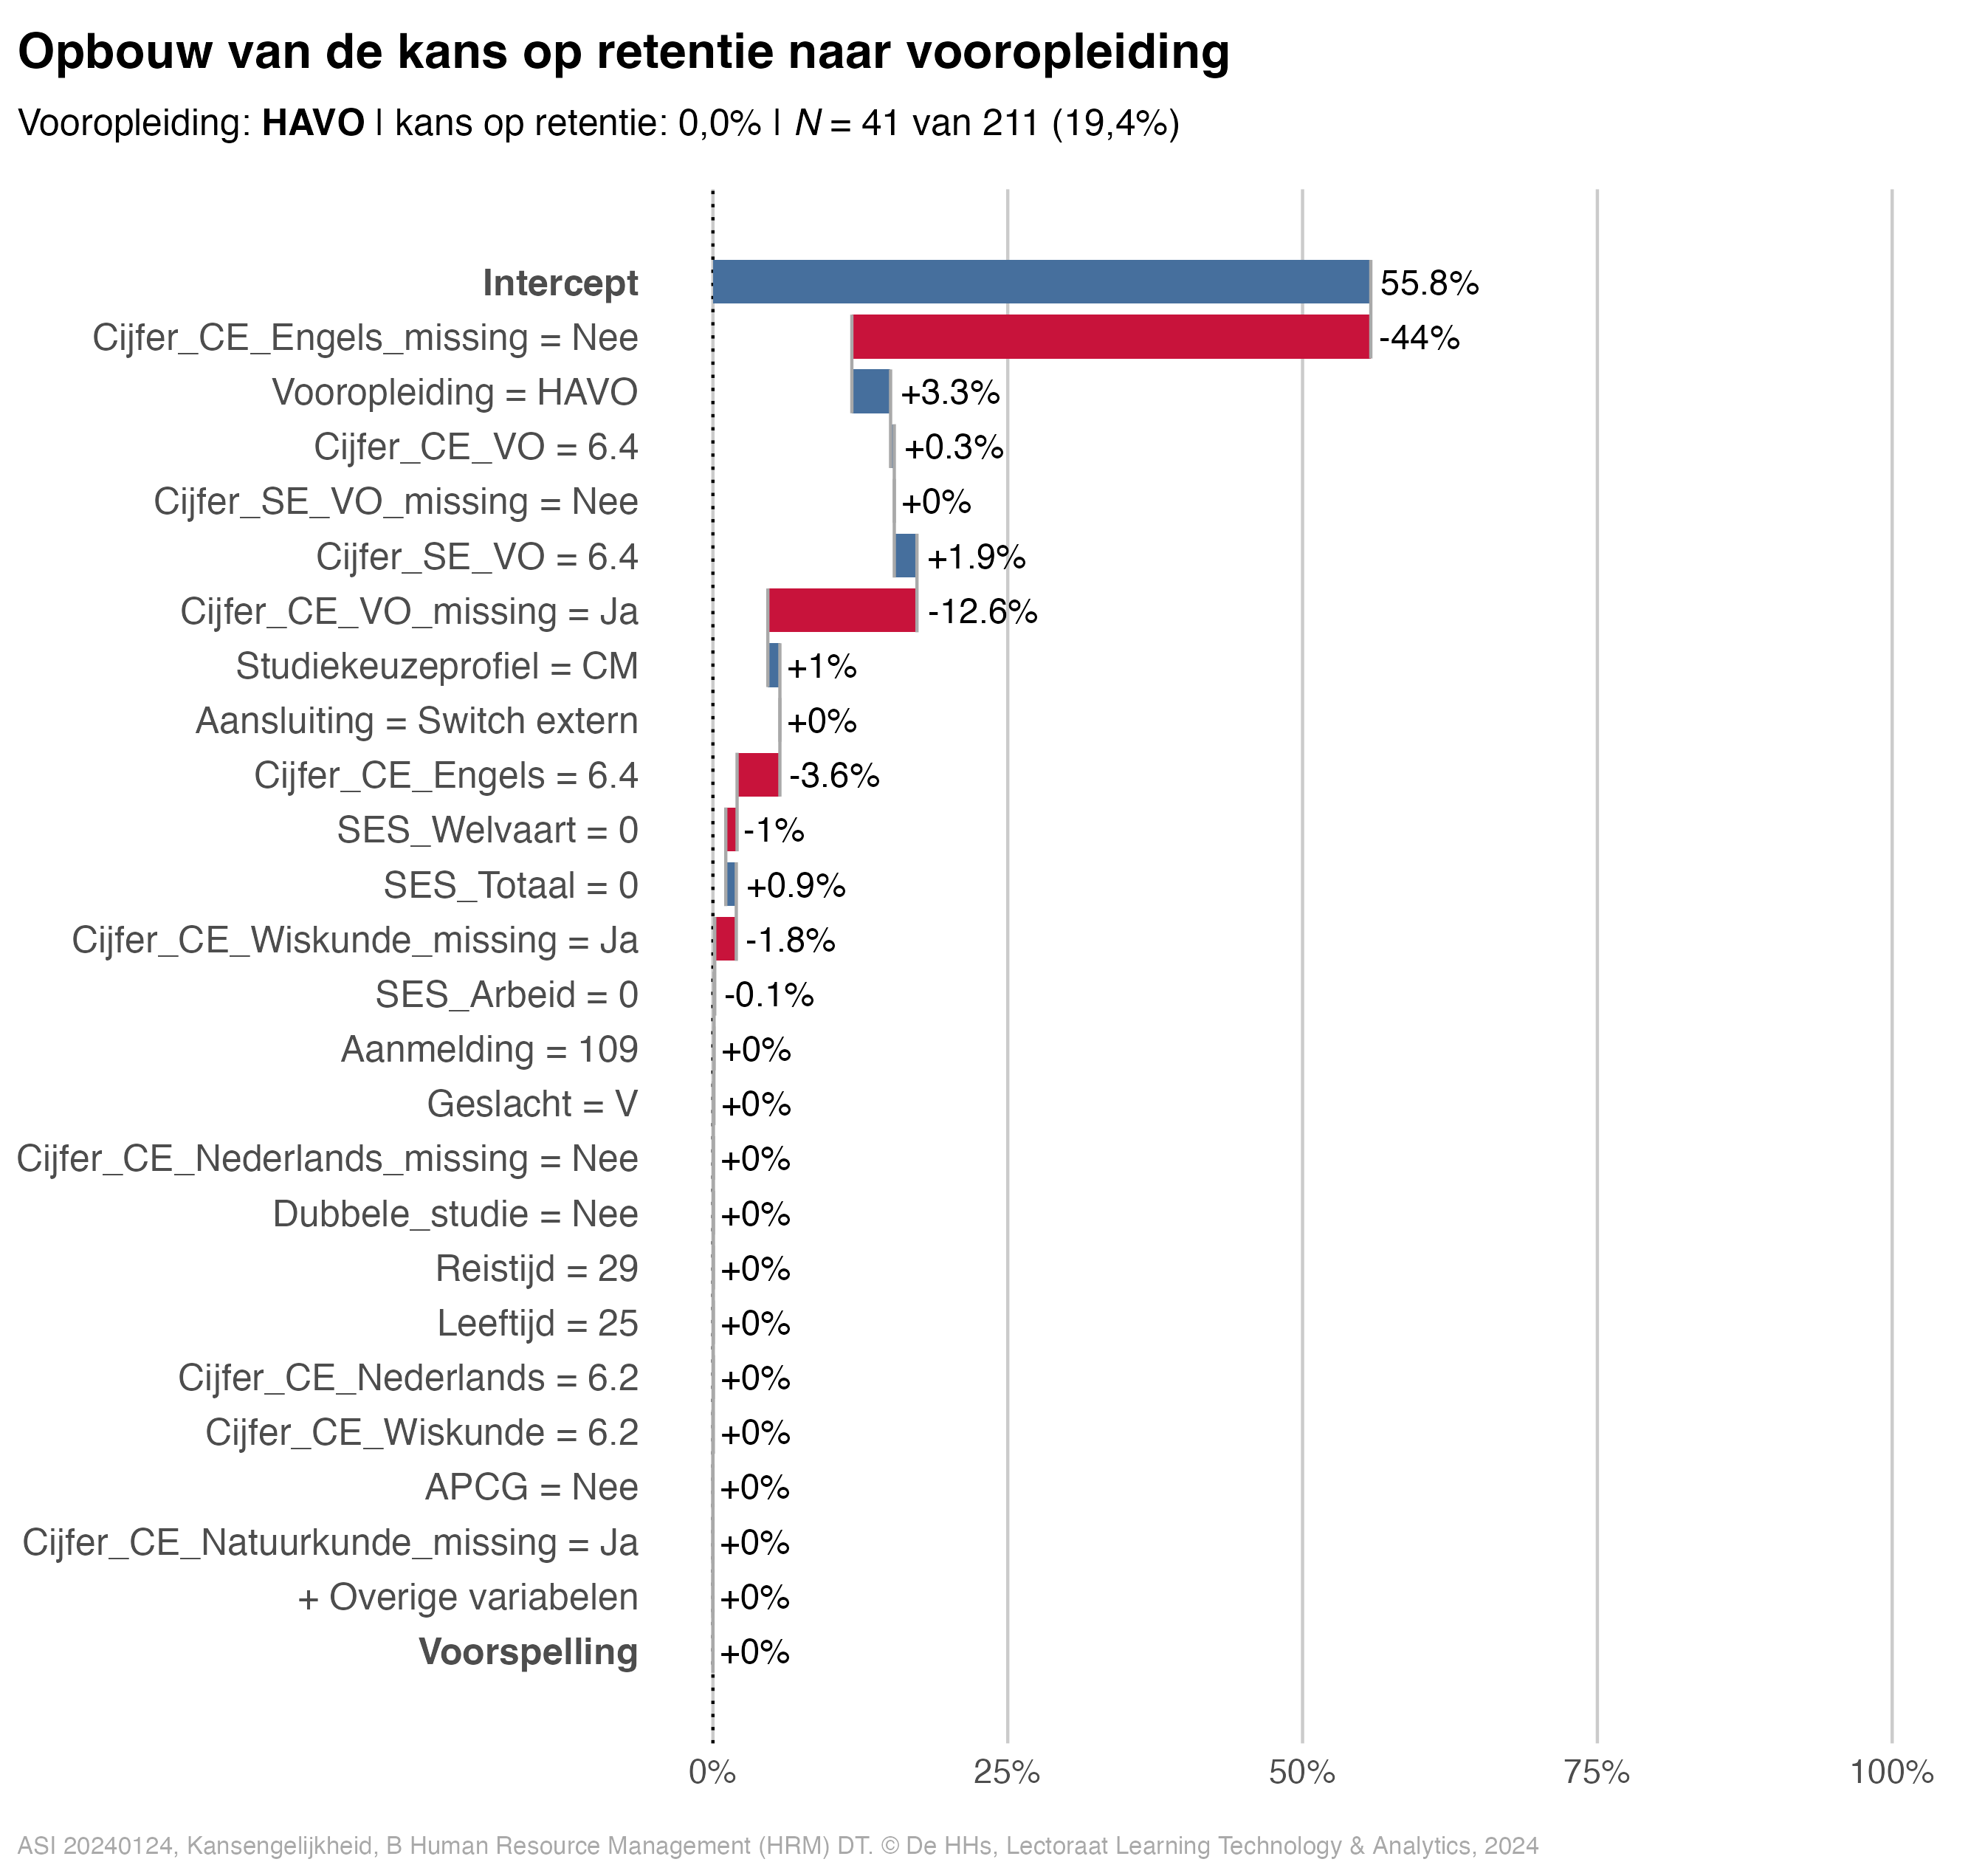 Opbouw van de kans op retentie naar vooropleiding
Vooropleiding: HAVO | kans op retentie: 0,0% | N = 41 van 211 (19,4%)
Intercept 55.8%
Cijfer_CE_Engels_missing = Nee -44%
Vooropleiding = HAVO +3.3%
Cijfer_CE_VO = 6.4 +0.3%
Cijfer_SE_VO_missing = Nee +0%
Cijfer_SE_VO = 6.4 +1.9%
Cijfer_CE_VO_missing = Ja -12.6%
Studiekeuzeprofiel = CM +1%
Aansluiting = Switch extern +0%
Cijfer_CE_Engels = 6.4 -3.6%
SES_Welvaart = 0 -1%
SES_Totaal = 0 +0.9%
Cijfer_CE_Wiskunde_missing = Ja -1.8%
SES_Arbeid = 0 -0.1%
Aanmelding = 109 +0%
Geslacht = V +0%
Cijfer_CE_Nederlands_missing = Nee +0%
Dubbele_studie = Nee +0%
Reistijd = 29 +0%
Leeftijd = 25 +0%
Cijfer_CE_Nederlands = 6.2 +0%
Cijfer_CE_Wiskunde = 6.2 +0%
APCG = Nee +0%
Cijfer_CE_Natuurkunde_missing = Ja +0%
+ Overige variabelen +0%
Voorspelling +0%
0% 25% 50% 75% 100%
ASI 20240124, Kansengelijkheid, B Human Resource Management (HRM) DT. © De HHs, Lectoraat Learning Technology & Analytics, 2024